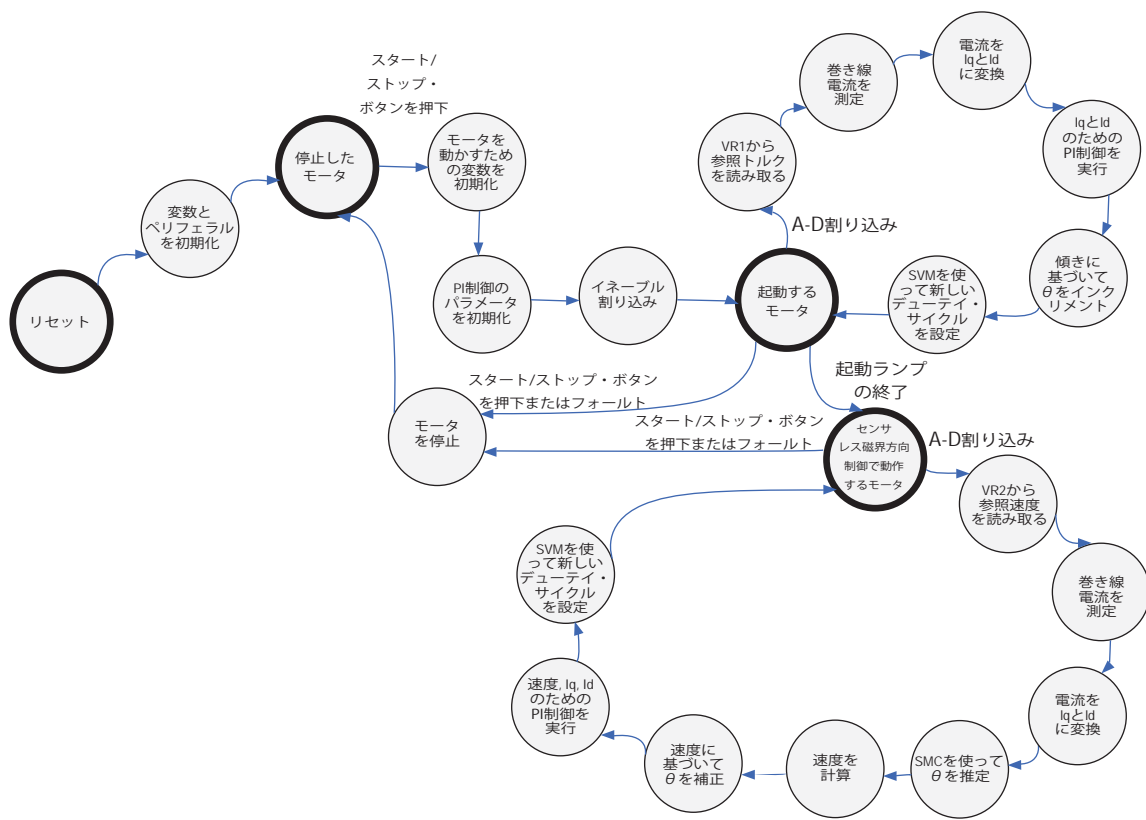 リセット
変数と
ペリフェラル
を初期化
停止した
モータ
スタート/
ストップ・
ボタンを押下
モータを
動かすため
の変数を
初期化
PI制御の
パラメータ
を初期化
イネーブル
割り込み
起動する
モータ
A-D割り込み
VR1から
参照トルク
を読み取る
巻き線
電流を
測定
電流を
IqとId
に変換
IqとId
のための
PI制御を
実行
傾きに
基づいて
θをインク
リメント
SVMを使
って新しい
デューテイ・
サイクル
を設定
スタート/ストップ・ボタン
を押下またはフォールト
モータ
を停止
起動ランプ
の終了
スタート/ストップ・ボタン
を押下またはフォールト
センサ
レス磁界方向
制御で動作
するモータ
A-D割り込み
VR2から
参照速度
を読み取る
巻き線
電流を
測定
電流を
IqとId
に変換
SMCを使って
θを推定
速度を
計算
速度に
基づいて
θを補正
速度, Iq, Id
のための
PI制御を
実行
SVMを使
って新しい
デューテイ・
サイクル
を設定